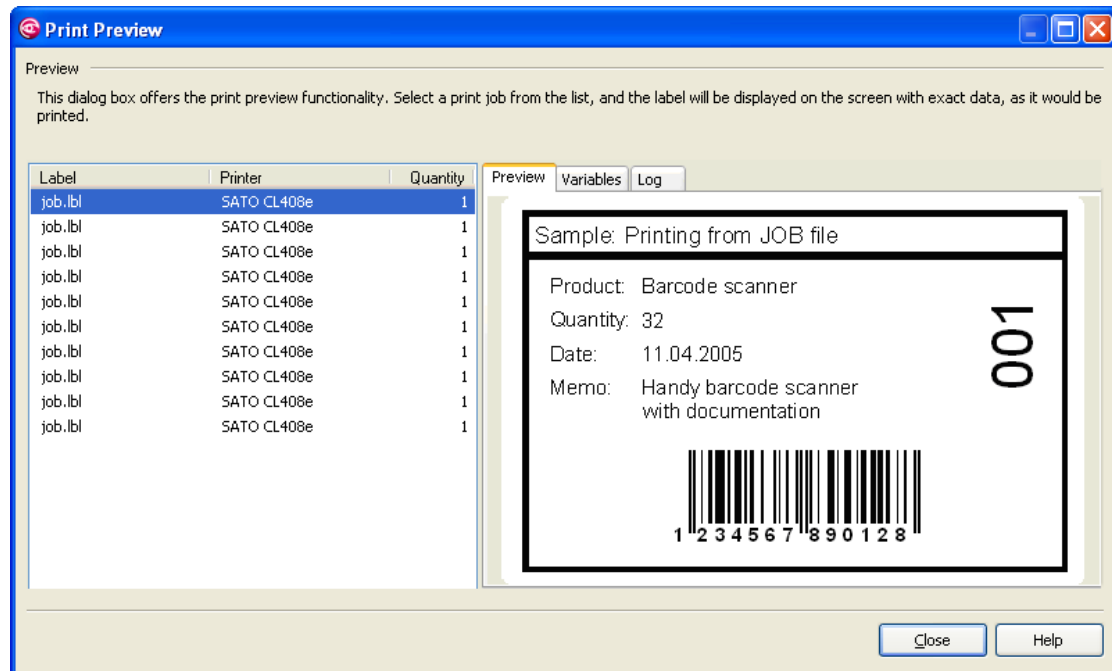 Print Preview
Preview
This dialog box offers the print preview functionality. Select a print job from the list, and the label will be displayed on the screen with exact data, as it would be
printed.
Label Printer Quantity
job.lbl SATO CL408e 1
job.lbl SATO CL408e 1
job.lbl SATO CL408e 1
job.lbl SATO CL408e 1
job.lbl SATO CL408e 1
job.lbl SATO CL408e 1
job.lbl SATO CL408e 1
job.lbl SATO CL408e 1
job.lbl SATO CL408e 1
job.lbl SATO CL408e 1
Preview Variables Log
Sample: Printing from JOB file
Product: Barcode scanner
Quantity: 32
Date: 11.04.2005
Memo: Handy barcode scanner
with documentation
001
1 234567 890128
Close Help